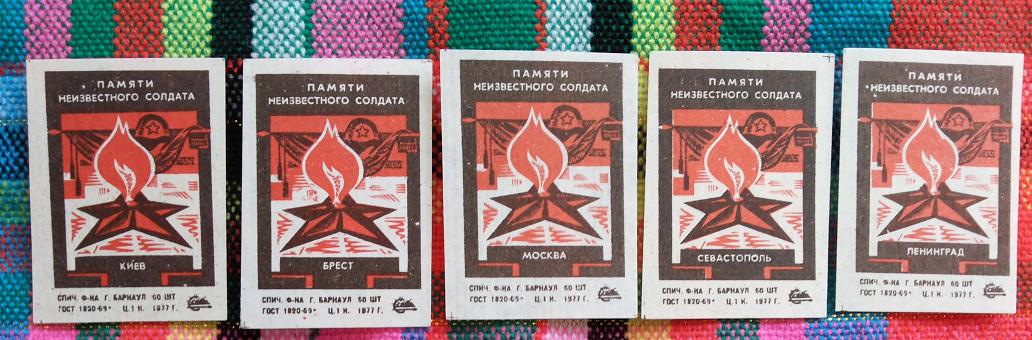 ПАМЯТИ
НЕИЗВЕСТНОГО СОЛДАТА
КИЕВ
СПИЧ. Ф-КА Г. БАРНАУЛ 60 ШТ
ГОСТ 1820-69* Ц.1 К. 1977 Г.
ПАМЯТИ
НЕИЗВЕСТНОГО СОЛДАТА
БРЕСТ
СПИЧ. Ф-КА Г. БАРНАУЛ 60 ШТ
ГОСТ 1820-69* Ц.1 К. 1977 Г.
ПАМЯТИ
НЕИЗВЕСТНОГО СОЛДАТА
МОСКВА
СПИЧ. Ф-КА Г. БАРНАУЛ 60 ШТ
ГОСТ 1820-69* Ц.1 К. 1977 Г.
ПАМЯТИ
НЕИЗВЕСТНОГО СОЛДАТА
СЕВАСТОПОЛЬ
СПИЧ. Ф-КА Г. БАРНАУЛ 60 ШТ
ГОСТ 1820-69* Ц.1 К. 1977 Г.
ПАМЯТИ
НЕИЗВЕСТНОГО СОЛДАТА
ЛЕНИНГРАД
СПИЧ. Ф-КА Г. БАРНАУЛ 60 ШТ
ГОСТ 1820-69* Ц.1 К. 1977 Г.